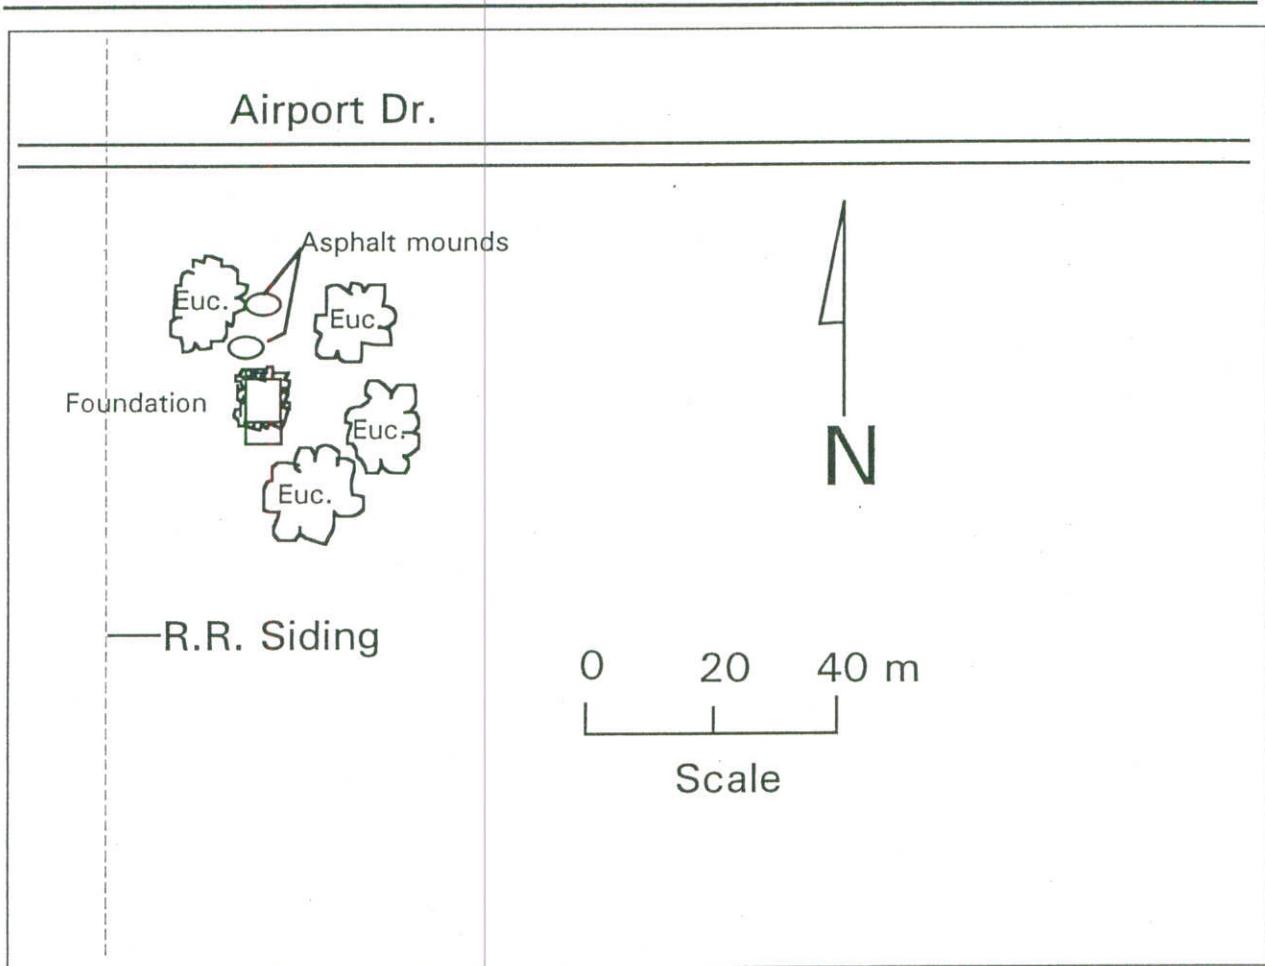 Airport Dr.
Asphalt mounds
Euc.
Euc.
Foundation
Euc.
Euc.
R.R. Siding
N
0 20 40 m
Scale